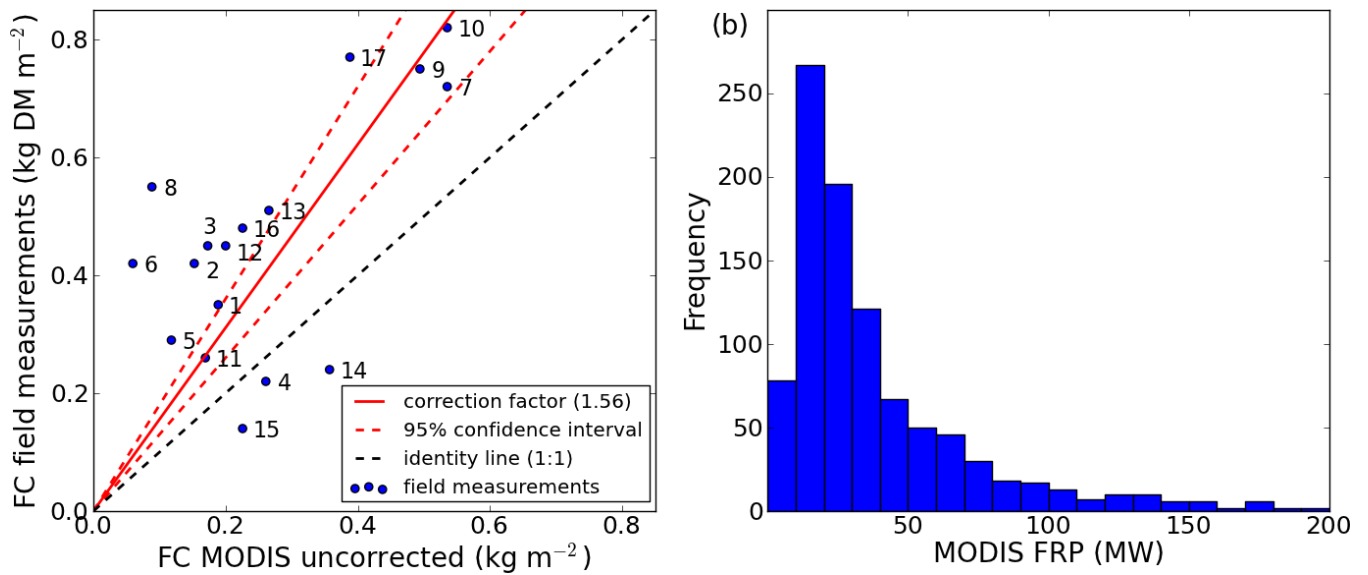 FC field measurements (kg DM m⁻²)
0.8
0.6
0.4
0.2
0.0
0.0 0.2 0.4 0.6 0.8
FC MODIS uncorrected (kg m⁻²)
10
17
9
7
8
13
3
16
12
6
2
1
5
11
14
4
15
correction factor (1.56)
95% confidence interval
identity line (1:1)
field measurements
(b)
Frequency
250
200
150
100
50
0
50 100 150 200
MODIS FRP (MW)